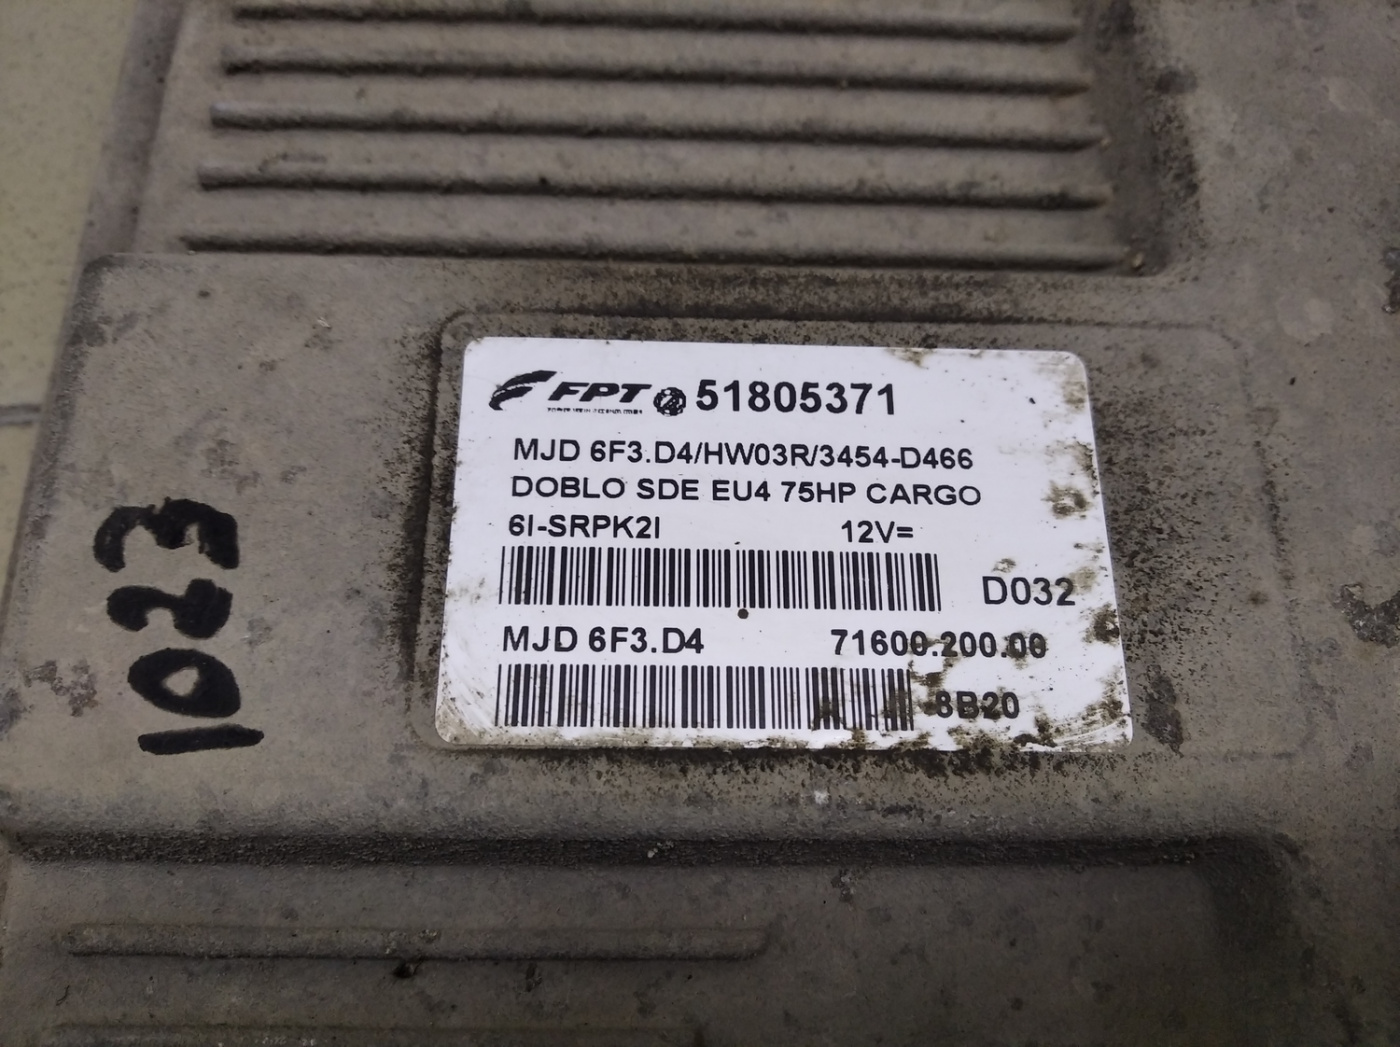 FPT 51805371
MJD 6F3.D4/HW03R/3454-D466
DOBLO SDE EU4 75HP CARGO
6I-SRPK2I 12V=
D032
MJD 6F3.D4 71600.200.00
8B20
1023